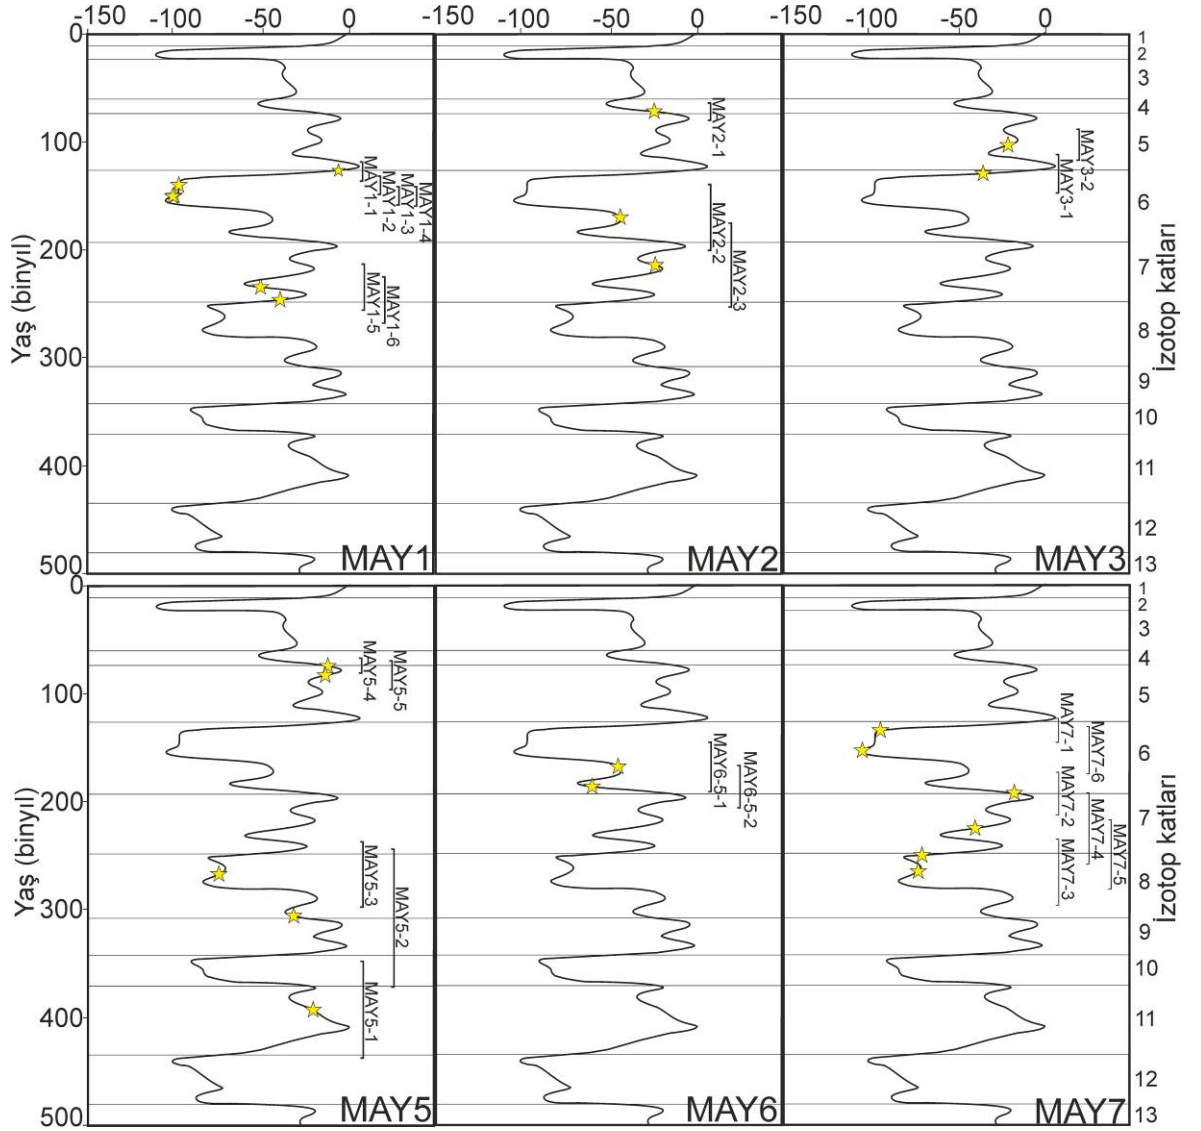 -150 -100 -50 0 -150 -100 -50 0 -150 -100 -50 0
0
100
200
300
400
500
Yaş (binyıl)
MAY1-1
MAY1-2
MAY1-3
MAY1-4
MAY1-5
MAY1-6
MAY1
MAY2-1
MAY2-2
MAY2-3
MAY2
MAY3-2
MAY3-1
MAY3
1
2
3
4
5
6
7
8
9
10
11
12
13
İzotop katları
0
100
200
300
400
500
Yaş (binyıl)
MAY5-4
MAY5-5
MAY5-3
MAY5-2
MAY5-1
MAY5
MAY6-5-1
MAY6-5-2
MAY6
MAY7-1
MAY7-6
MAY7-2
MAY7-4
MAY7-5
MAY7-3
MAY7
1
2
3
4
5
6
7
8
9
10
11
12
13
İzotop katları